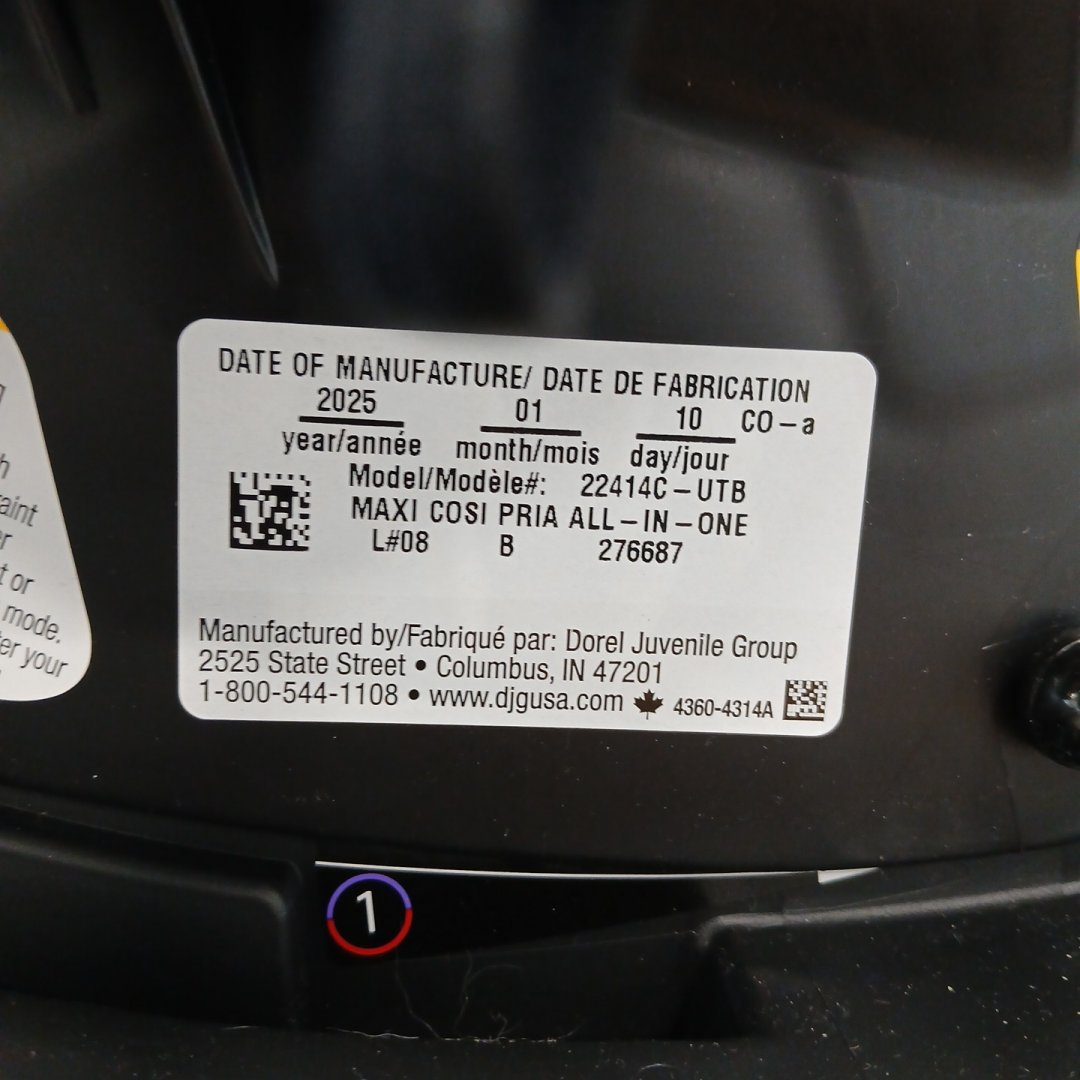 DATE OF MANUFACTURE/ DATE DE FABRICATION
2025 01 10 CO-a
year/année month/mois day/jour
Model/Modèle#: 22414C-UTB
MAXI COSI PRIA ALL-IN-ONE
L#08 B 276687
Manufactured by/Fabriqué par: Dorel Juvenile Group
2525 State Street • Columbus, IN 47201
1-800-544-1108 • www.djgusa.com 4360-4314A
or
mode.
your
1